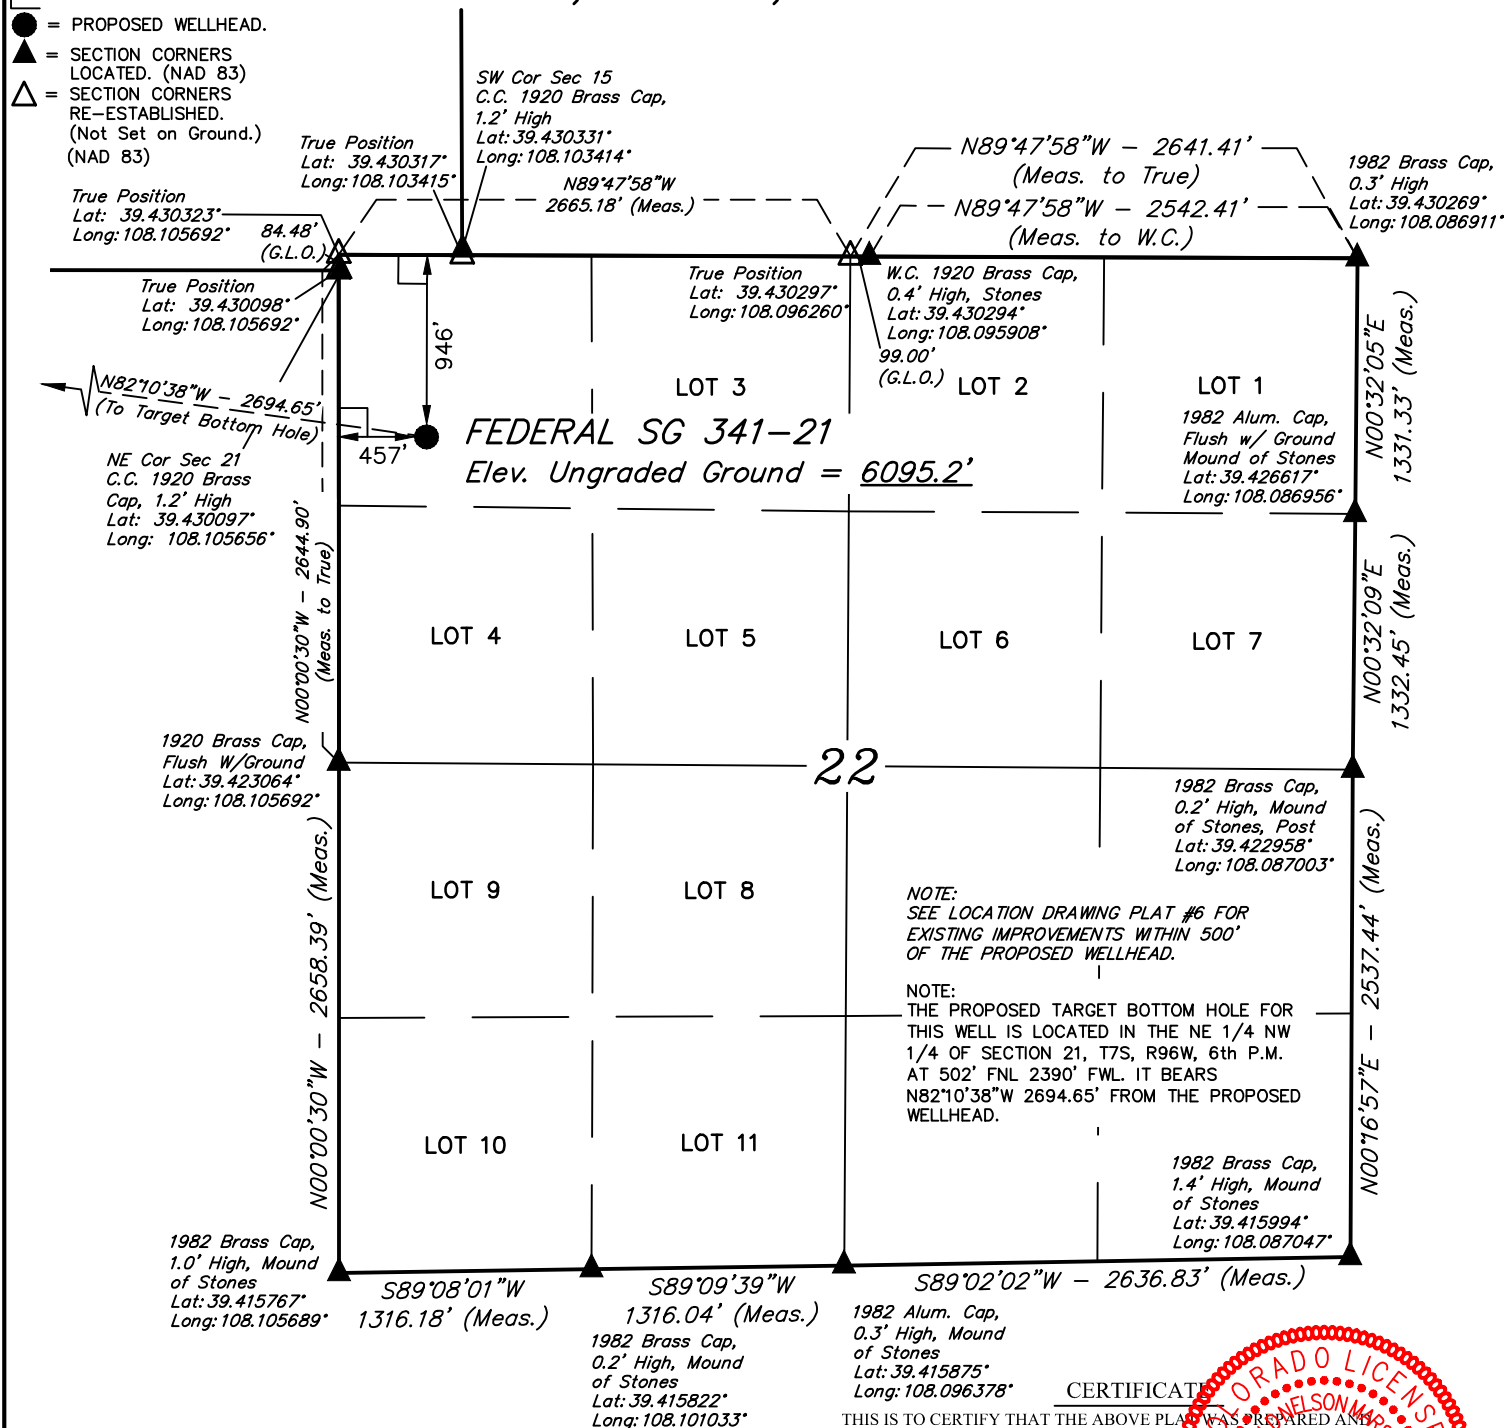 = PROPOSED WELLHEAD.
= SECTION CORNERS
LOCATED. (NAD 83)
= SECTION CORNERS
RE-ESTABLISHED.
(Not Set on Ground.)
(NAD 83)
SW Cor Sec 15
C.C. 1920 Brass Cap,
1.2' High
Lat: 39.430331°
Long: 108.103414°
True Position
Lat: 39.430317°
Long: 108.103415°
N89°47'58"W
2665.18' (Meas.)
N89°47'58"W - 2641.41'
(Meas. to True)
N89°47'58"W - 2542.41'
(Meas. to W.C.)
1982 Brass Cap,
0.3' High
Lat: 39.430269°
Long: 108.086911°
True Position
Lat: 39.430323°
Long: 108.105692°
84.48'
(G.L.O.)
True Position
Lat: 39.430098°
Long: 108.105692°
True Position
Lat: 39.430297°
Long: 108.096260°
W.C. 1920 Brass Cap,
0.4' High, Stones
Lat: 39.430294°
Long: 108.095908°
99.00'
(G.L.O.)
946'
N00°32'05"E
1331.33' (Meas.)
LOT 3
LOT 2
LOT 1
N82°10'38"W - 2694.65'
(To Target Bottom Hole)
457'
FEDERAL SG 341-21
Elev. Ungraded Ground = 6095.2'
1982 Alum. Cap,
Flush w/ Ground
Mound of Stones
Lat: 39.426617°
Long: 108.086956°
NE Cor Sec 21
C.C. 1920 Brass
Cap, 1.2' High
Lat: 39.430097°
Long: 108.105656°
N00°00'30"W - 2644.90'
(Meas. to True)
N00°32'09"E
1332.45' (Meas.)
LOT 4
LOT 5
LOT 6
LOT 7
1920 Brass Cap,
Flush W/Ground
Lat: 39.423064°
Long: 108.105692°
22
1982 Brass Cap,
0.2' High, Mound
of Stones, Post
Lat: 39.422958°
Long: 108.087003°
N00°00'30"W - 2658.39' (Meas.)
N00°16'57"E - 2537.44' (Meas.)
LOT 9
LOT 8
NOTE:
SEE LOCATION DRAWING PLAT #6 FOR
EXISTING IMPROVEMENTS WITHIN 500'
OF THE PROPOSED WELLHEAD.
NOTE:
THE PROPOSED TARGET BOTTOM HOLE FOR
THIS WELL IS LOCATED IN THE NE 1/4 NW
1/4 OF SECTION 21, T7S, R96W, 6th P.M.
AT 502' FNL 2390' FWL. IT BEARS
N82°10'38"W 2694.65' FROM THE PROPOSED
WELLHEAD.
LOT 10
LOT 11
1982 Brass Cap,
1.4' High, Mound
of Stones
Lat: 39.415994°
Long: 108.087047°
1982 Brass Cap,
1.0' High, Mound
of Stones
Lat: 39.415767°
Long: 108.105689°
S89°08'01"W
1316.18' (Meas.)
S89°09'39"W
1316.04' (Meas.)
S89°02'02"W - 2636.83' (Meas.)
1982 Brass Cap,
0.2' High, Mound
of Stones
Lat: 39.415822°
Long: 108.101033°
1982 Alum. Cap,
0.3' High, Mound
of Stones
Lat: 39.415875°
Long: 108.096378°
CERTIFICATE
THIS IS TO CERTIFY THAT THE ABOVE PLAT WAS PREPARED AND